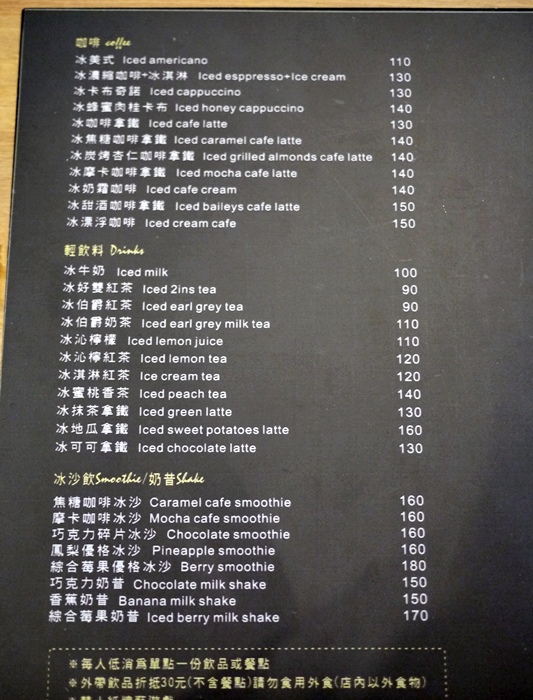 咖啡 coffee
冰美式 Iced americano 110
冰濃縮咖啡+冰淇淋 Iced esppresso+Ice cream 130
冰卡布奇諾 Iced cappuccino 130
冰蜂蜜肉桂卡布 Iced honey cappuccino 140
冰咖啡拿鐵 Iced cafe latte 130
冰焦糖咖啡拿鐵 Iced caramel cafe latte 140
冰炭烤杏仁咖啡拿鐵 Iced grilled almonds cafe latte 140
冰摩卡咖啡拿鐵 Iced mocha cafe latte 140
冰奶霜咖啡 Iced cafe cream 140
冰甜酒咖啡拿鐵 Iced baileys cafe latte 150
冰漂浮咖啡 Iced cream cafe 150
輕飲料 Drinks
冰牛奶 Iced milk 100
冰好雙紅茶 Iced 2ins tea 90
冰伯爵紅茶 Iced earl grey tea 90
冰伯爵奶茶 Iced earl grey milk tea 110
冰沁檸檬 Iced lemon juice 110
冰沁檸紅茶 Iced lemon tea 120
冰淇淋紅茶 Ice cream tea 120
冰蜜桃香茶 Iced peach tea 140
冰抹茶拿鐵 Iced green latte 130
冰地瓜拿鐵 Iced sweet potatoes latte 160
冰可可拿鐵 Iced chocolate latte 130
冰沙飲Smoothie/奶昔Shake
焦糖咖啡冰沙 Caramel cafe smoothie 160
摩卡咖啡冰沙 Mocha cafe smoothie 160
巧克力碎片冰沙 Chocolate smoothie 160
鳳梨優格冰沙 Pineapple smoothie 160
綜合莓果優格冰沙 Berry smoothie 180
巧克力奶昔 Chocolate milk shake 150
香蕉奶昔 Banana milk shake 150
綜合莓果奶昔 Iced berry milk shake 170
※每人低消為單點一份飲品或餐點
※外帶飲品折抵30元(不含餐點)請勿食用外食(店內以外食物)